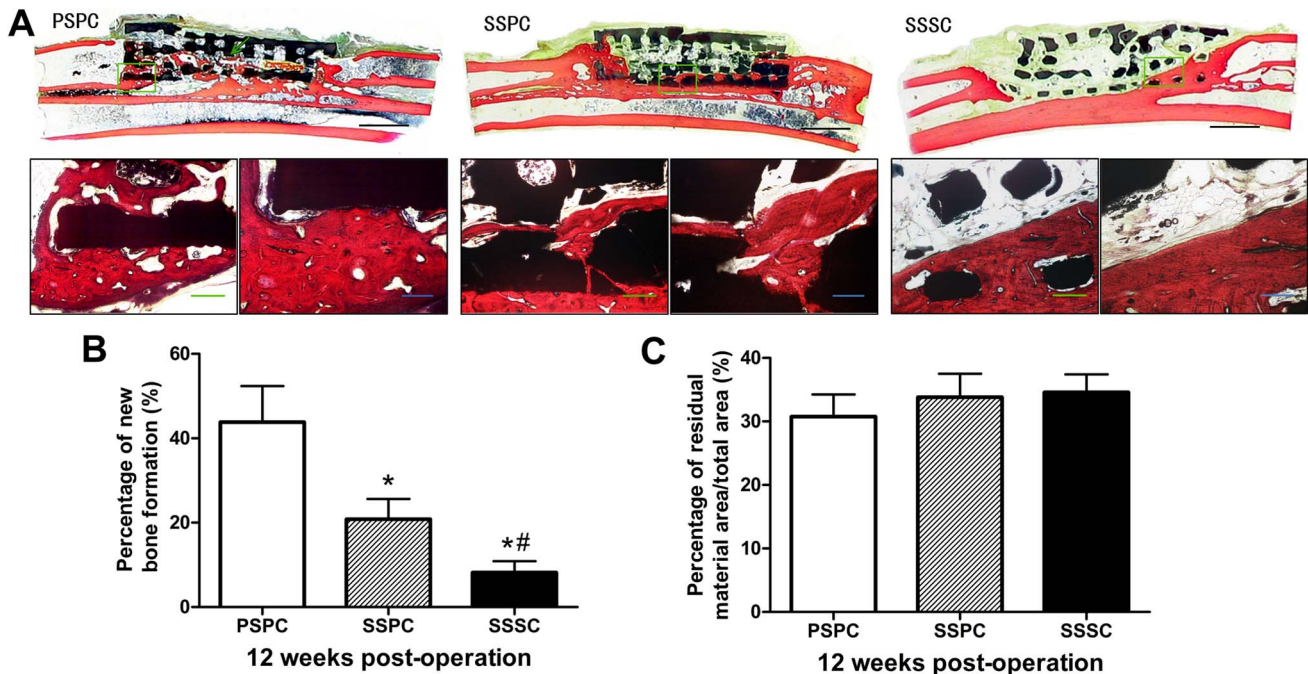 A
PSPC
SSPC
SSSC
B
Percentage of new
bone formation (%)
60
40
20
0
*
*#
PSPC
SSPC
SSSC
12 weeks post-operation
C
Percentage of residual
material area/total area (%)
40
30
20
10
0
PSPC
SSPC
SSSC
12 weeks post-operation